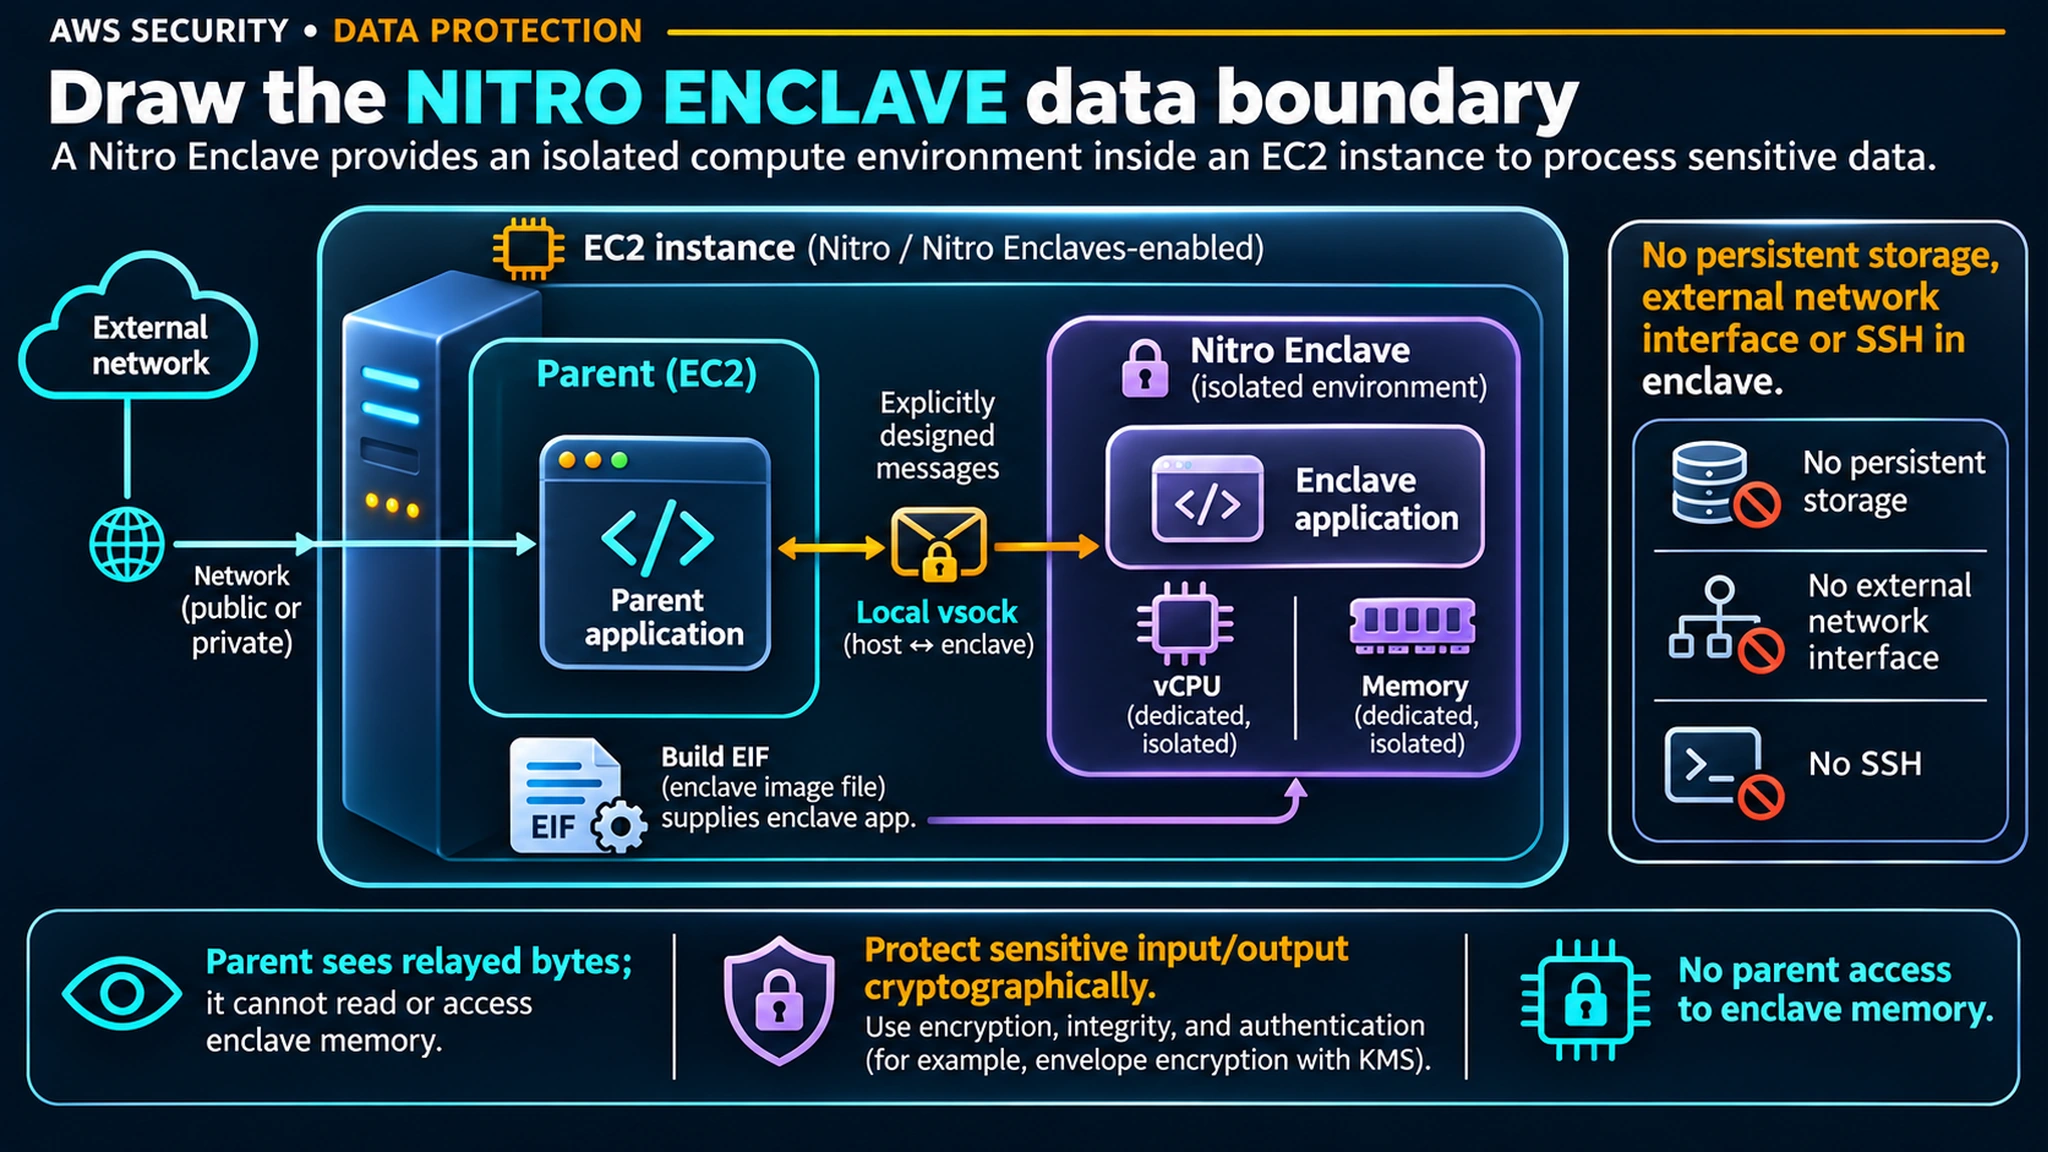 AWS SECURITY • DATA PROTECTION
Draw the NITRO ENCLAVE data boundary
A Nitro Enclave provides an isolated compute environment inside an EC2 instance to process sensitive data.
External
network
Network
(public or
private)
EC2 instance (Nitro / Nitro Enclaves-enabled)
Parent (EC2)
</>
Parent
application
Explicitly
designed
messages
Local vsock
(host ↔ enclave)
Nitro Enclave
(isolated environment)
</>
Enclave
application
vCPU
(dedicated,
isolated)
Memory
(dedicated,
isolated)
EIF
Build EIF
(enclave image file)
supplies enclave app.
No persistent storage,
external network
interface or SSH in
enclave.
No persistent
storage
No external
network
interface
>_
No SSH
Parent sees relayed bytes;
it cannot read or access
enclave memory.
Protect sensitive input/output
cryptographically.
Use encryption, integrity, and authentication
(for example, envelope encryption with KMS).
No parent access
to enclave memory.